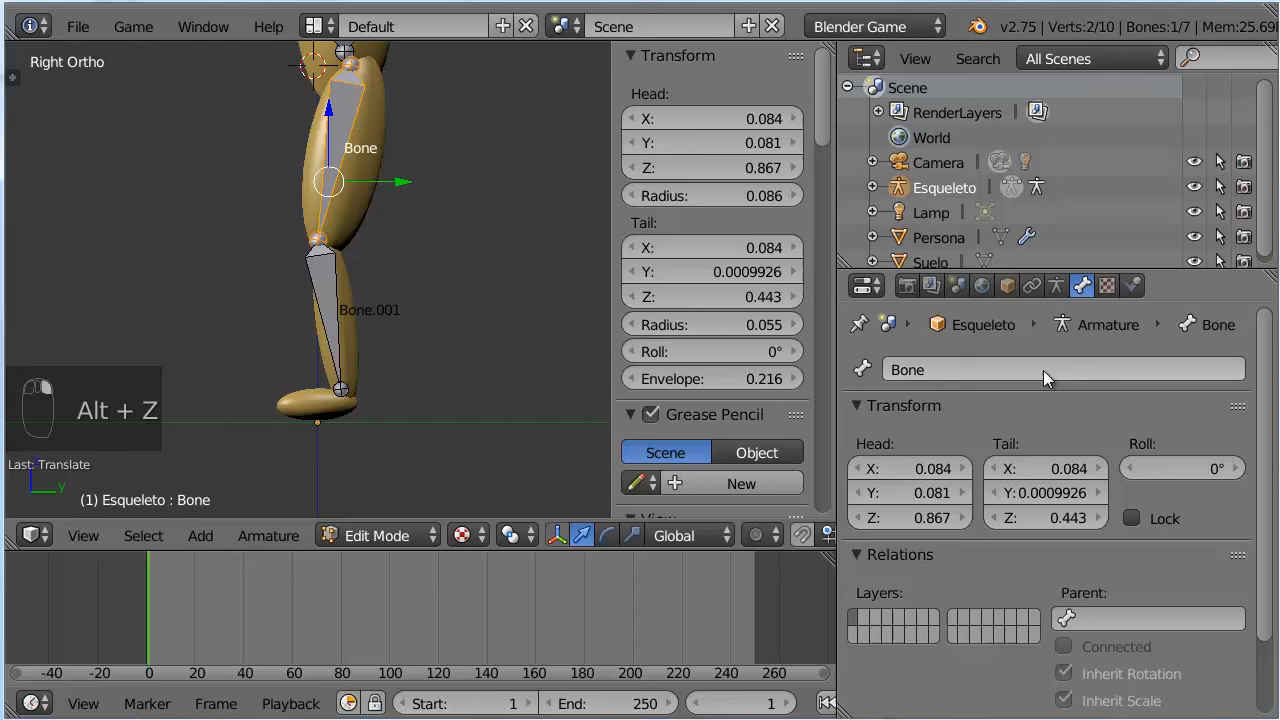 File Game Window Help Default Scene Blender Game v2.75 | Verts:2/10 | Bones:1/7 | Mem:25.69
Right Ortho
Bone
Bone.001
Alt + Z
Last: Translate
z
y
(1) Esqueleto : Bone
Transform
Head:
X: 0.084
Y: 0.081
Z: 0.867
Radius: 0.086
Tail:
X: 0.084
Y: 0.0009926
Z: 0.443
Radius: 0.055
Roll: 0°
Envelope: 0.216
Grease Pencil
Scene Object
New
View Select Add Armature Edit Mode Global
-40 -20 0 20 40 60 80 100 120 140 160 180 200 220 240 260
View Marker Frame Playback Start: 1 End: 250 1
View Search All Scenes
Scene
RenderLayers |
World
Camera |
Esqueleto |
Lamp |
Persona |
Suelo |
Esqueleto Armature Bone
Bone
Transform
Head: Tail: Roll:
X: 0.084 X: 0.084 0°
Y: 0.081 Y: 0.0009926
Z: 0.867 Z: 0.443 Lock
Relations
Layers: Parent:
Connected
Inherit Rotation
Inherit Scale